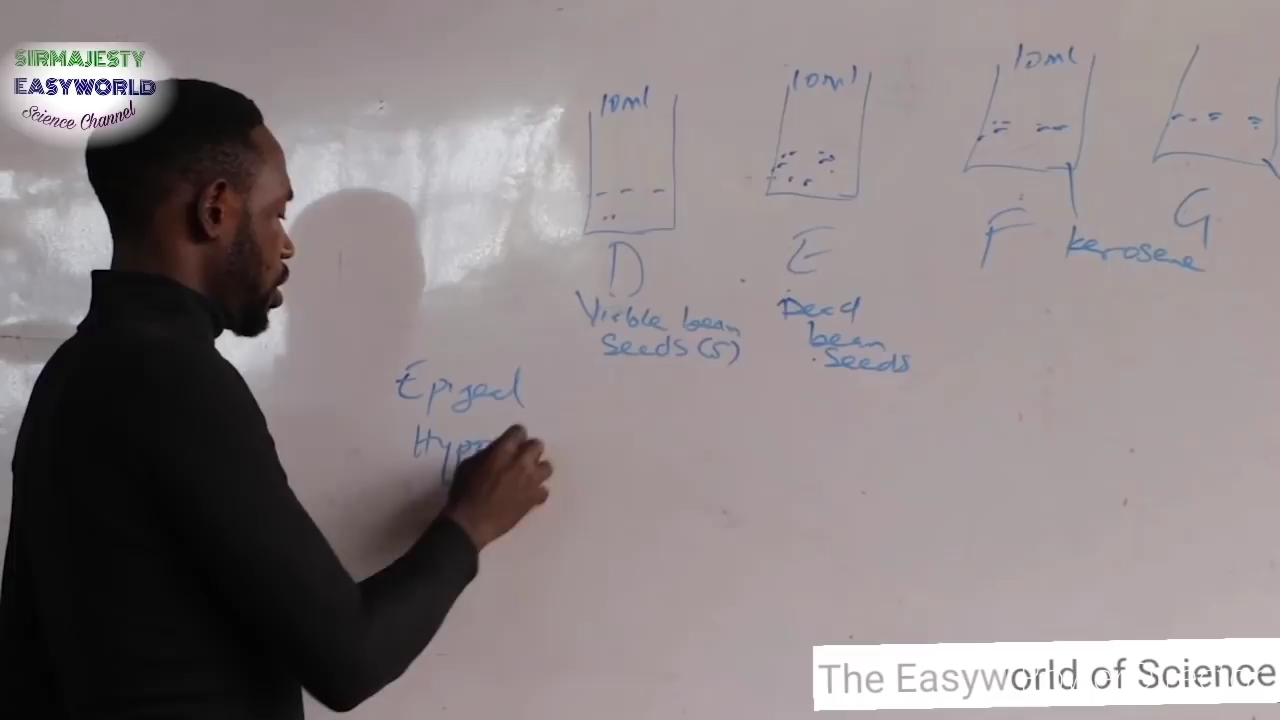 SIRMAJESTY
EASYWORLD
Science Channel
10ml
10ml
10ml
D
E
F
G
kerosene
Viable bean
Seeds (5)
Dead
bean
Seeds
Epigeal
Hypo
The Easyworld of Science